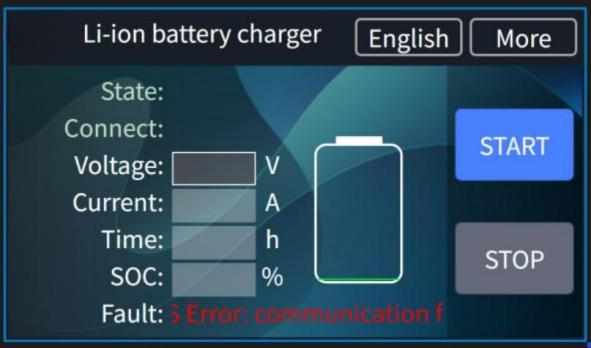 Li-ion battery charger English More
State:
Connect:
Voltage: V
START
Current: A
Time: h
STOP
SOC: %
Fault: S Error: communication f